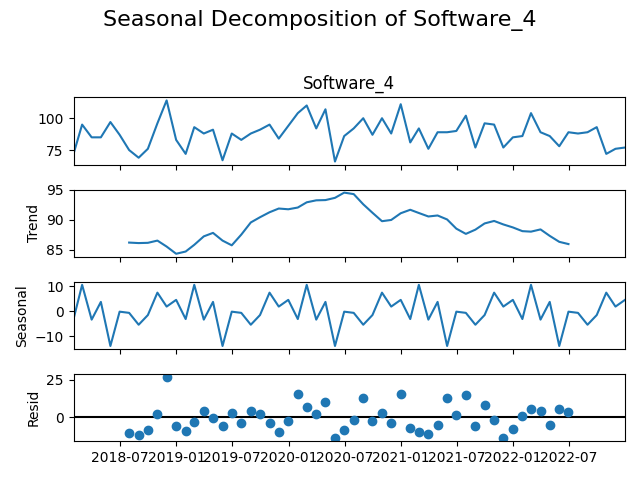 Seasonal Decomposition of Software_4
Software_4
100
75
95
90
85
Trend
10
0
−10
Seasonal
25
0
Resid
2018-07 2019-01 2019-07 2020-01 2020-07 2021-01 2021-07 2022-01 2022-07